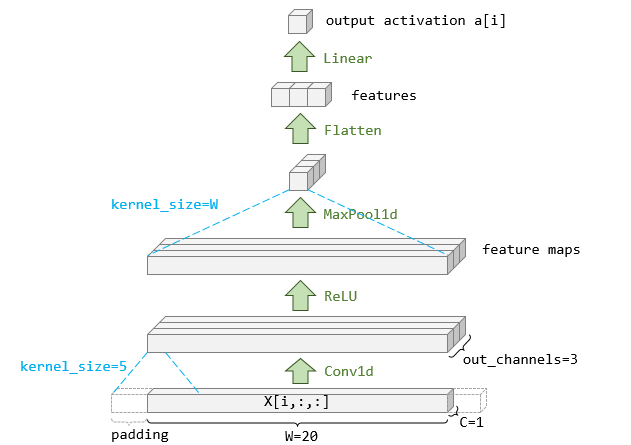 output activation a[i]
Linear
features
Flatten
kernel_size=W
MaxPool1d
feature maps
ReLU
kernel_size=5
out_channels=3
Conv1d
X[i,:,:]
C=1
padding
W=20